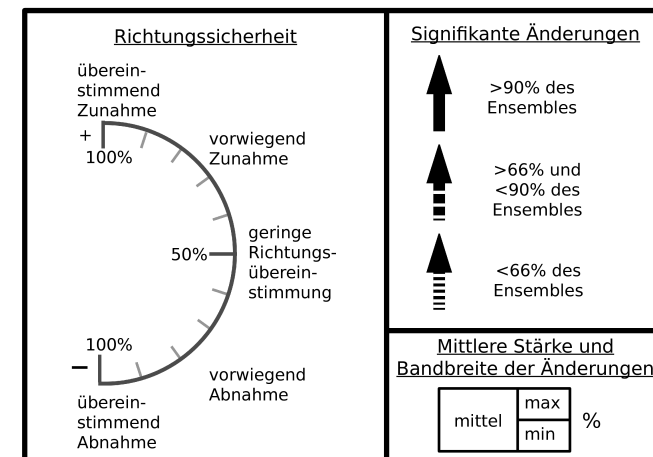 Richtungssicherheit
überein-
stimmend
Zunahme
+
100%
vorwiegend
Zunahme
50%
geringe
Richtungs-
überein-
stimmung
100%
−
vorwiegend
Abnahme
überein-
stimmend
Abnahme
Signifikante Änderungen
>90% des
Ensembles
>66% und
<90% des
Ensembles
<66% des
Ensembles
Mittlere Stärke und
Bandbreite der Änderungen
mittel
max
min
%